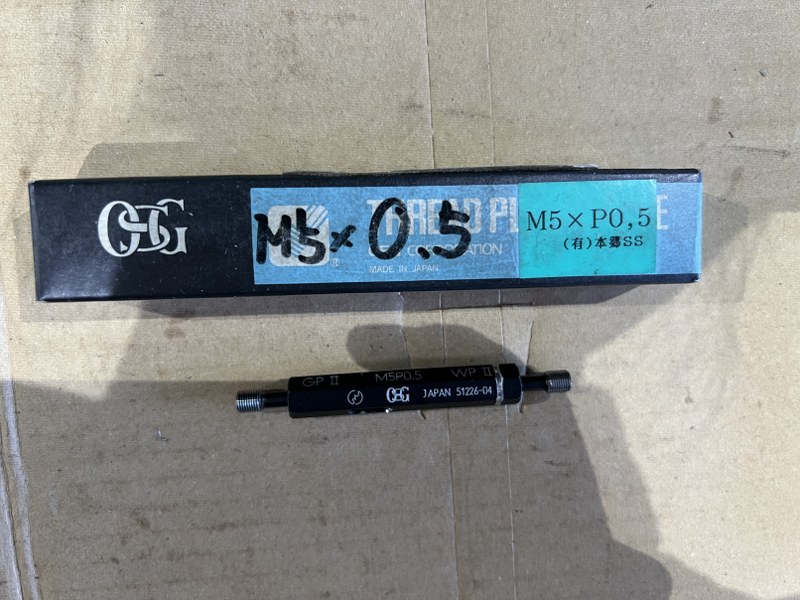 OSG
M5×0.5
THREAD PL E
CORPORATION
MADE IN JAPAN
M5×P0,5
(有)本郷SS
GP II M5P0.5 WP II
OSG JAPAN 51226-04